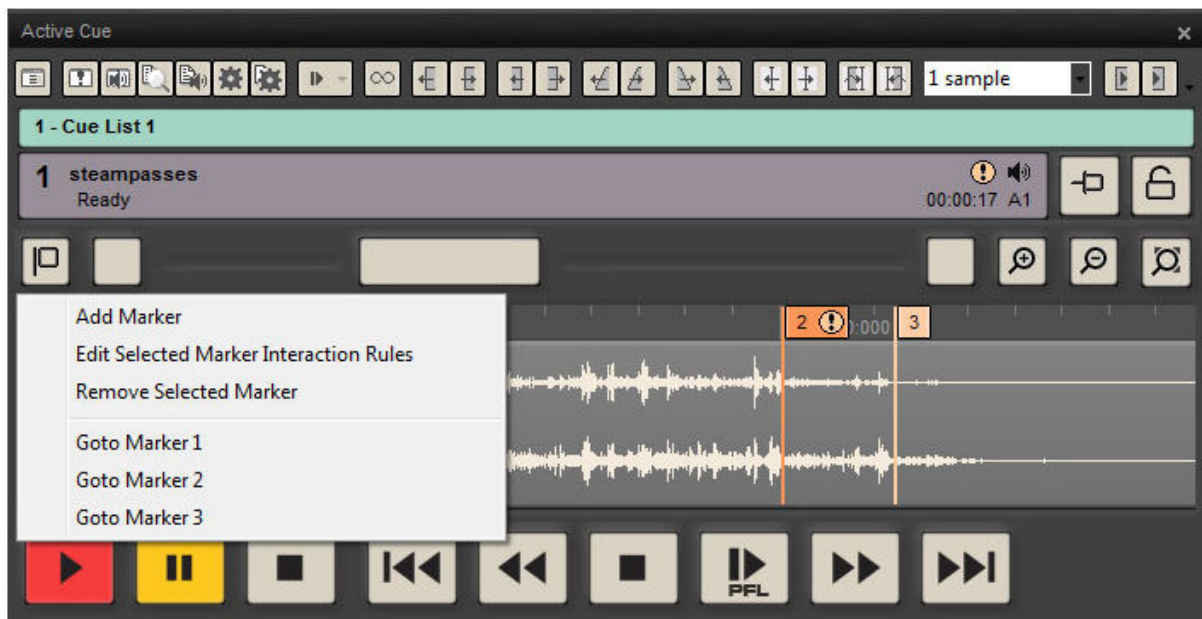 Active Cue
1 sample
1 - Cue List 1
1 steampasses
Ready
00:00:17 A1
Add Marker
Edit Selected Marker Interaction Rules
Remove Selected Marker
Goto Marker 1
Goto Marker 2
Goto Marker 3
2 :000 3
PFL